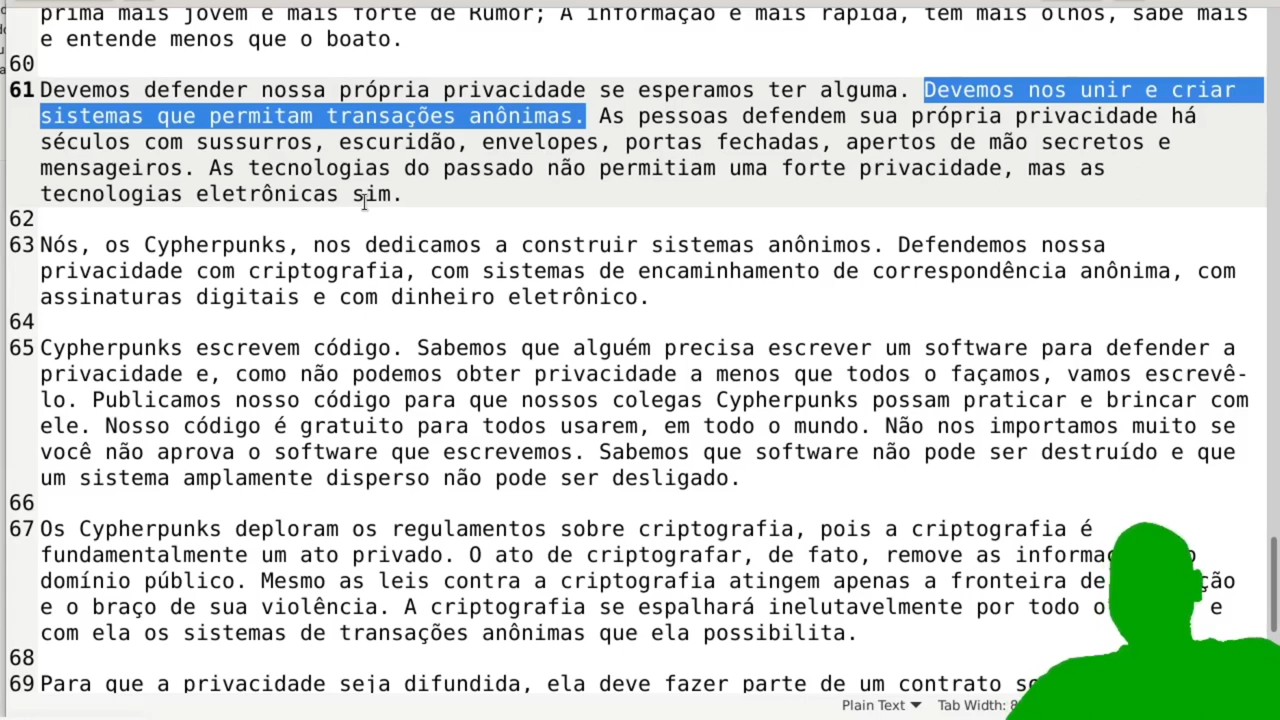 prima mais jovem e mais forte de Rumor; A informação é mais rápida, tem mais olhos, sabe mais
e entende menos que o boato.
60
61 Devemos defender nossa própria privacidade se esperamos ter alguma. Devemos nos unir e criar
sistemas que permitam transações anônimas. As pessoas defendem sua própria privacidade há
séculos com sussurros, escuridão, envelopes, portas fechadas, apertos de mão secretos e
mensageiros. As tecnologias do passado não permitiam uma forte privacidade, mas as
tecnologias eletrônicas sim.
62
63 Nós, os Cypherpunks, nos dedicamos a construir sistemas anônimos. Defendemos nossa
privacidade com criptografia, com sistemas de encaminhamento de correspondência anônima, com
assinaturas digitais e com dinheiro eletrônico.
64
65 Cypherpunks escrevem código. Sabemos que alguém precisa escrever um software para defender a
privacidade e, como não podemos obter privacidade a menos que todos o façamos, vamos escrevê-
lo. Publicamos nosso código para que nossos colegas Cypherpunks possam praticar e brincar com
ele. Nosso código é gratuito para todos usarem, em todo o mundo. Não nos importamos muito se
você não aprova o software que escrevemos. Sabemos que software não pode ser destruído e que
um sistema amplamente disperso não pode ser desligado.
66
67 Os Cypherpunks deploram os regulamentos sobre criptografia, pois a criptografia é
fundamentalmente um ato privado. O ato de criptografar, de fato, remove as
domínio público. Mesmo as leis contra a criptografia atingem apenas a fronteira de
e o braço de sua violência. A criptografia se espalhará inelutavelmente por todo o e
com ela os sistemas de transações anônimas que ela possibilita.
68
69 Para que a privacidade seja difundida, ela deve fazer parte de um contrato
Plain Text Tab Width: